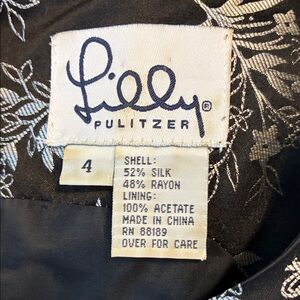 Lilly®
PULITZER
4
SHELL:
52% SILK
48% RAYON
LINING:
100% ACETATE
MADE IN CHINA
RN 88189
OVER FOR CARE